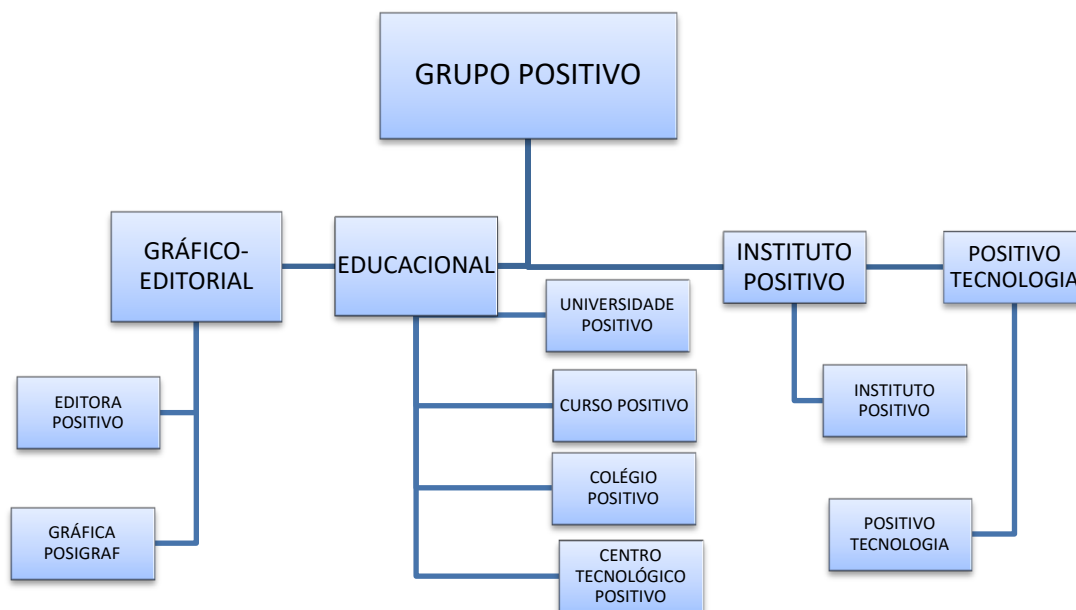 GRUPO POSITIVO
GRÁFICO-
EDITORIAL
EDUCACIONAL
INSTITUTO
POSITIVO
POSITIVO
TECNOLOGIA
EDITORA
POSITIVO
GRÁFICA
POSIGRAF
UNIVERSIDADE
POSITIVO
CURSO POSITIVO
COLÉGIO
POSITIVO
CENTRO
TECNOLÓGICO
POSITIVO
INSTITUTO
POSITIVO
POSITIVO
TECNOLOGIA